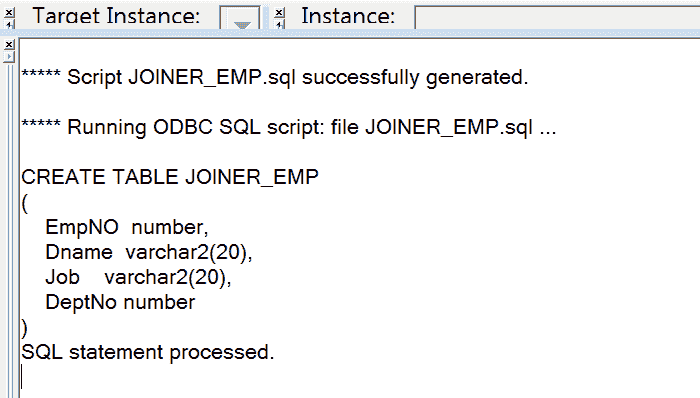 Target Instance:
Instance:
***** Script JOINER_EMP.sql successfully generated.
***** Running ODBC SQL script: file JOINER_EMP.sql ...
CREATE TABLE JOINER_EMP
(
EmpNO number,
Dname varchar2(20),
Job varchar2(20),
DeptNo number
)
SQL statement processed.